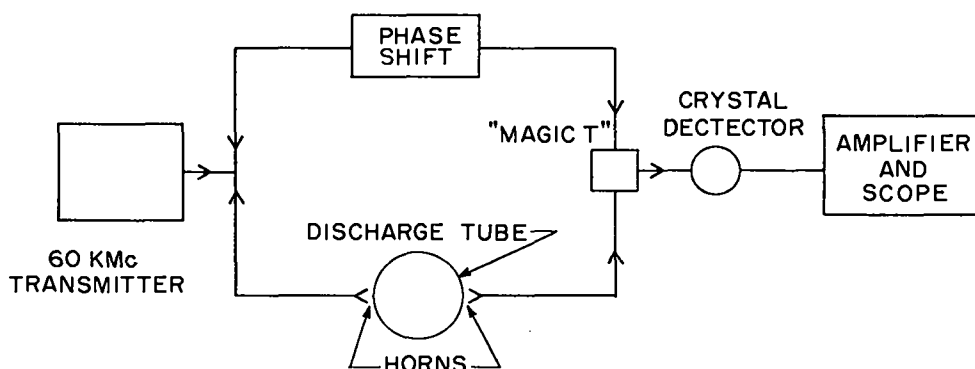 PHASE
SHIFT
"MAGIC T"
CRYSTAL
DECTECTOR
AMPLIFIER
AND
SCOPE
60 KMc
TRANSMITTER
DISCHARGE TUBE
HORNS